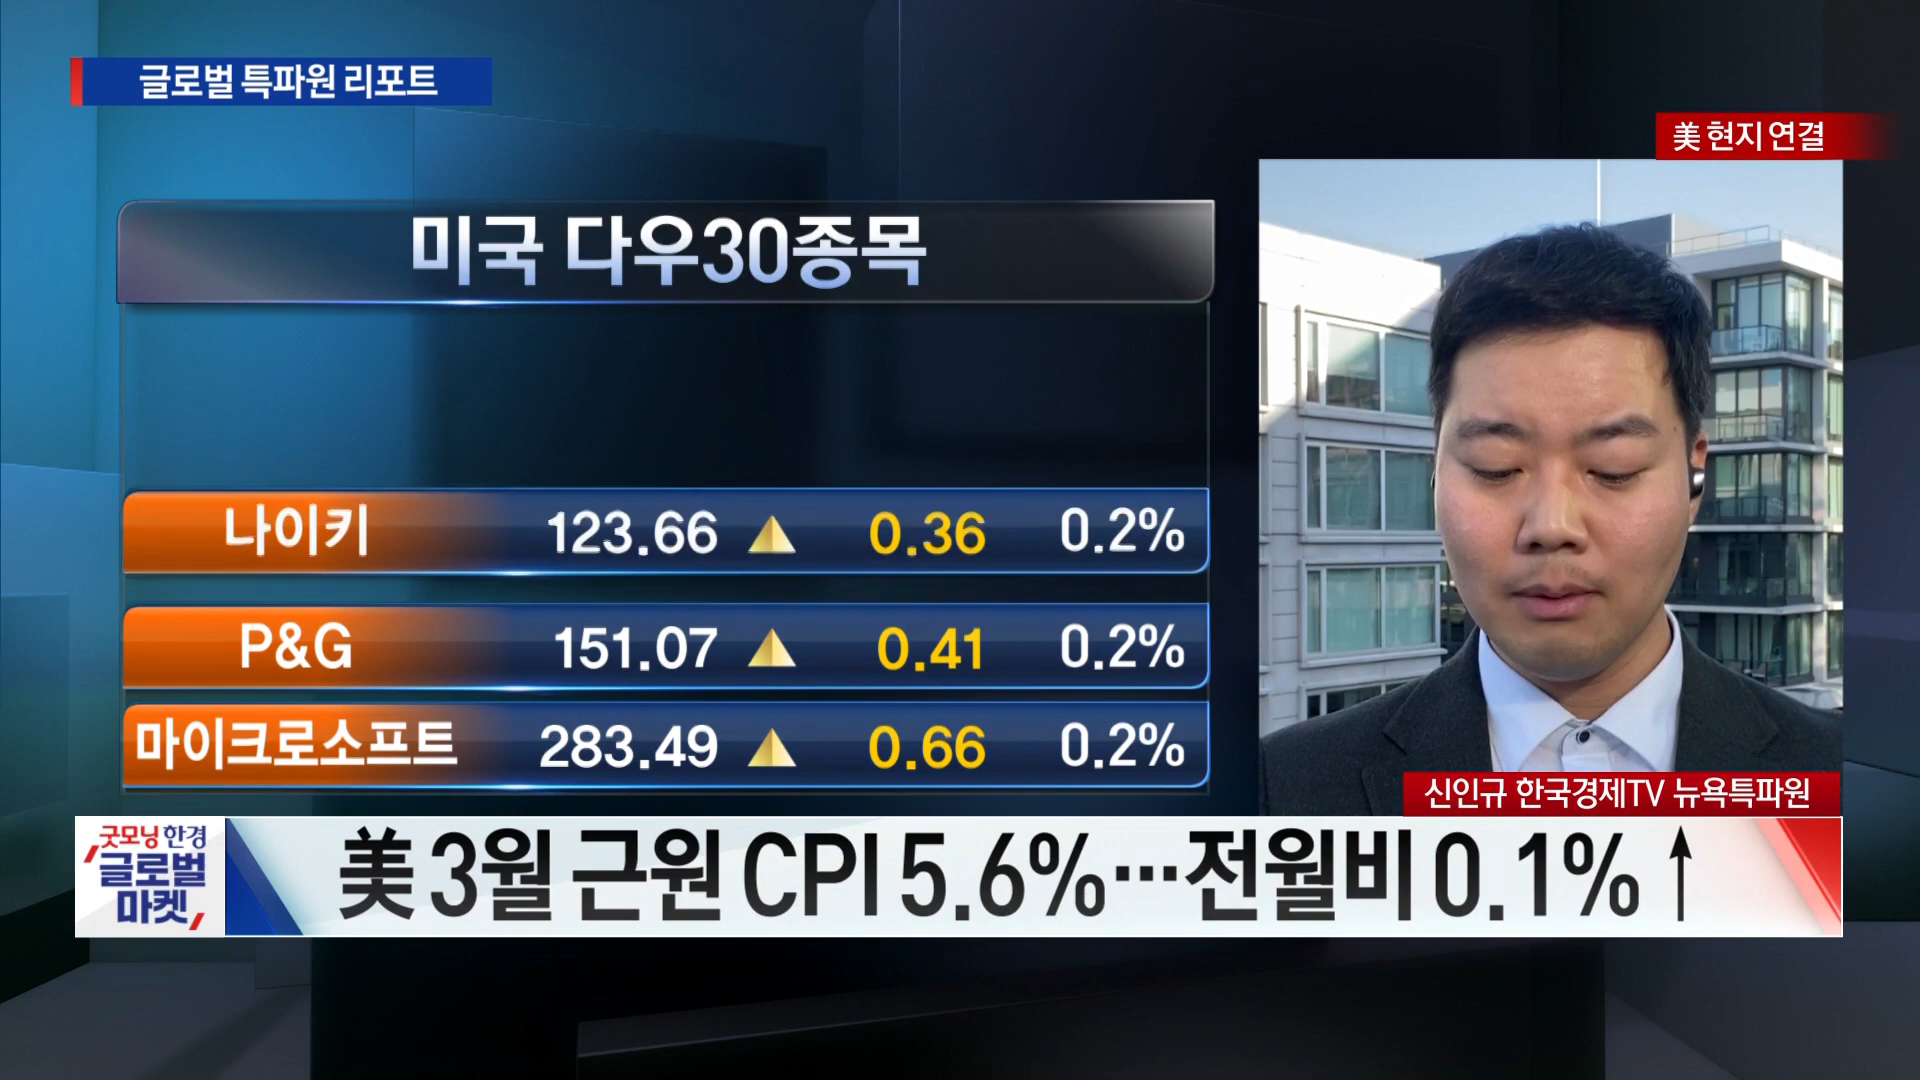 글로벌 특파원 리포트
美 현지 연결
미국 다우30종목
나이키 123.66 ▲ 0.36 0.2%
P&G 151.07 ▲ 0.41 0.2%
마이크로소프트 283.49 ▲ 0.66 0.2%
신인규 한국경제TV 뉴욕특파원
굿모닝 한경
글로벌
마켓
美 3월 근원 CPI 5.6%…전월비 0.1%↑